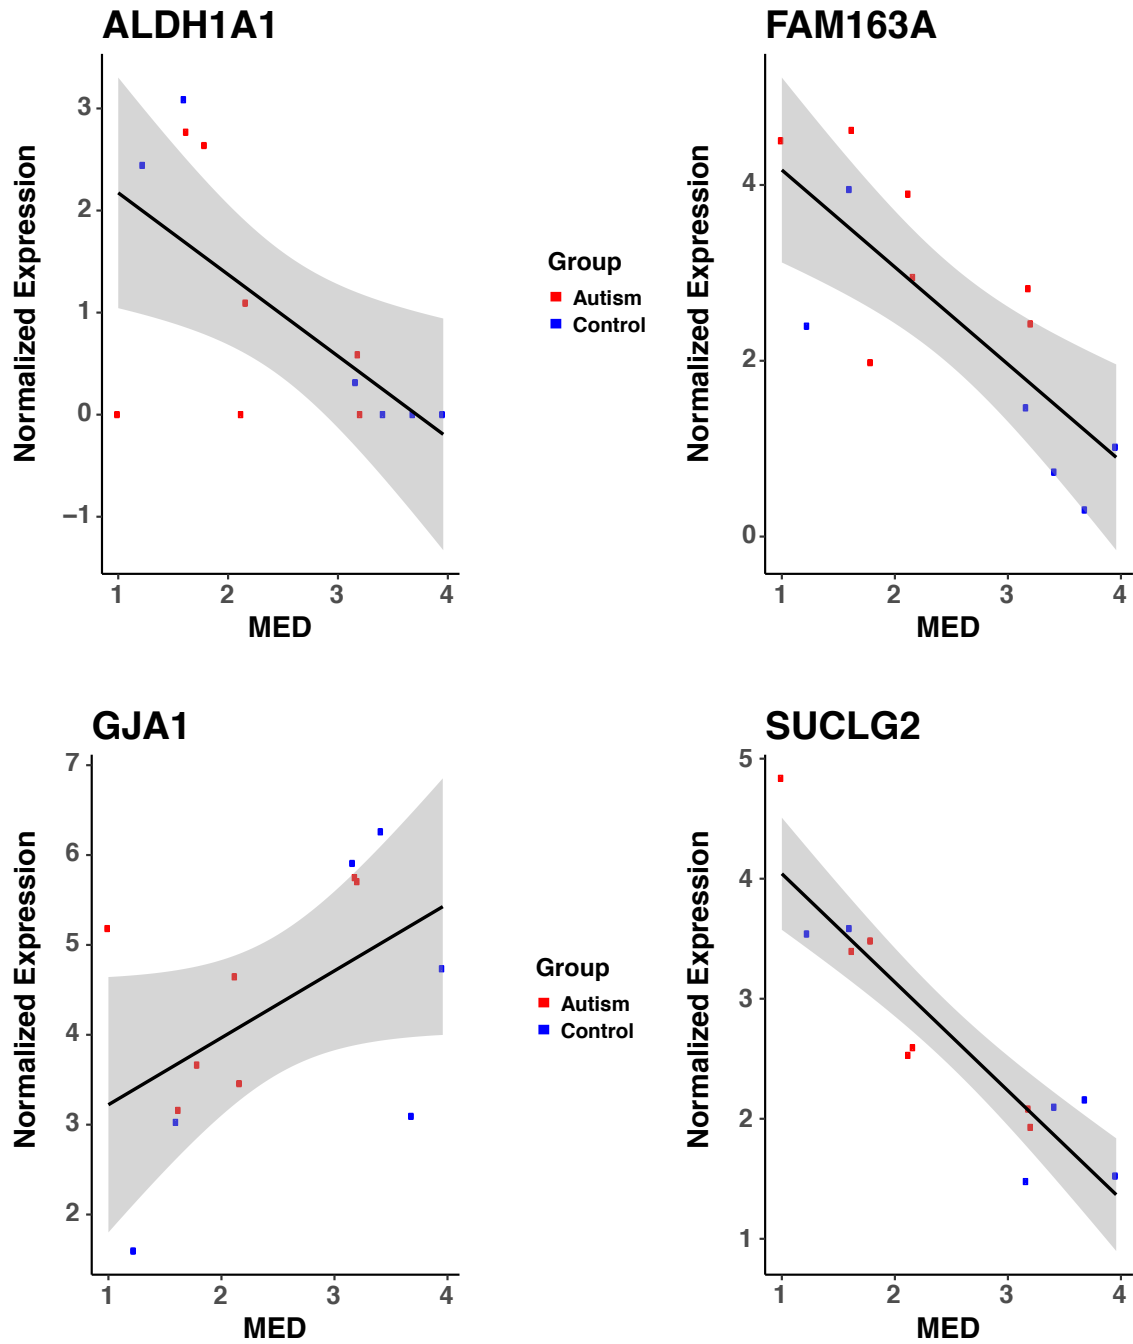 ALDH1A1
Normalized Expression
3
2
1
0
−1
1 2 3 4
MED
Group
Autism
Control
FAM163A
Normalized Expression
4
2
0
1 2 3 4
MED
GJA1
Normalized Expression
7
6
5
4
3
2
1 2 3 4
MED
Group
Autism
Control
SUCLG2
Normalized Expression
5
4
3
2
1
1 2 3 4
MED